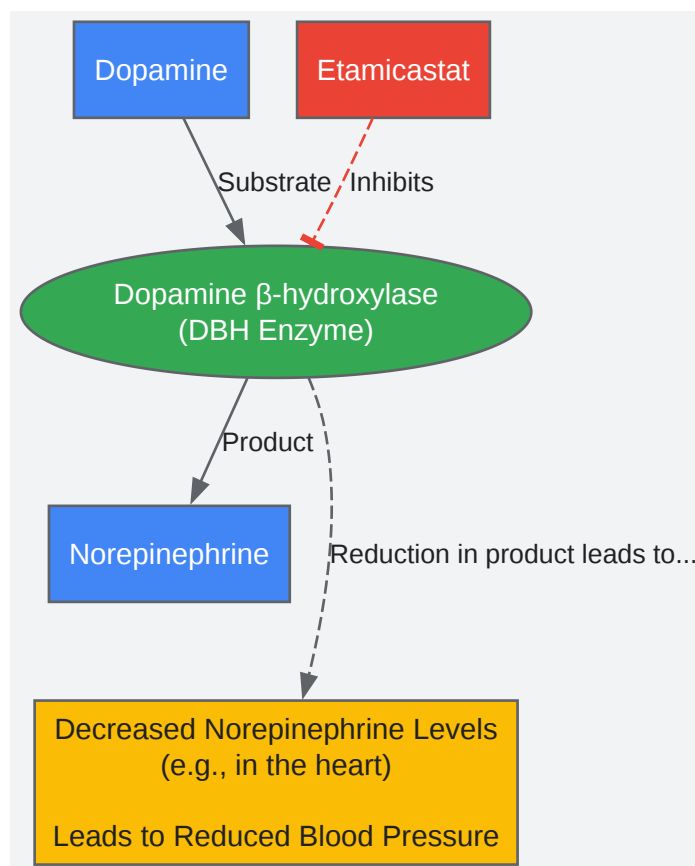 Dopamine
Etamicastat
Substrate
Inhibits
Dopamine β-hydroxylase
(DBH Enzyme)
Product
Norepinephrine
Reduction in product leads to...
Decreased Norepinephrine Levels
(e.g., in the heart)
Leads to Reduced Blood Pressure